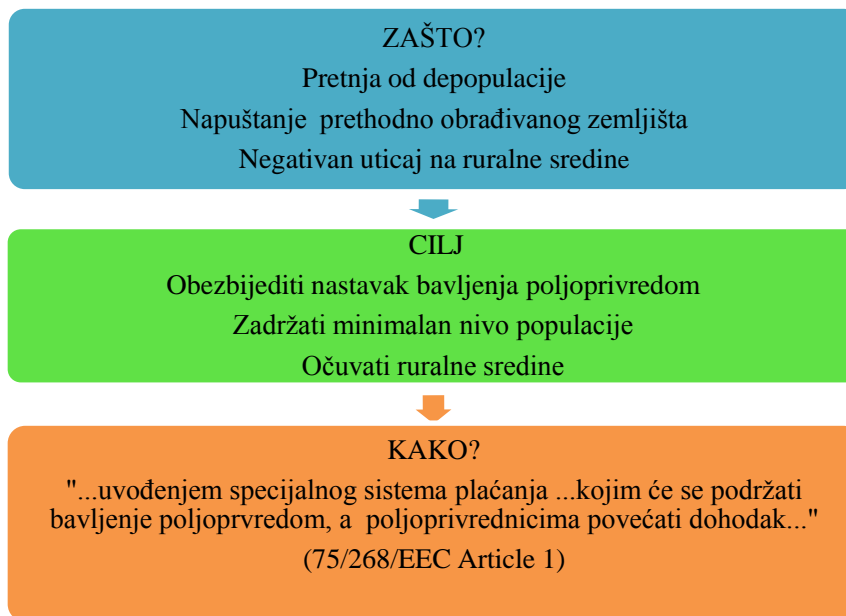 ZAŠTO?
Pretnja od depopulacije
Napuštanje prethodno obrađivanog zemljišta
Negativan uticaj na ruralne sredine
CILJ
Obezbijediti nastavak bavljenja poljoprivredom
Zadržati minimalan nivo populacije
Očuvati ruralne sredine
KAKO?
"...uvođenjem specijalnog sistema plaćanja ...kojim će se podržati
bavljenje poljoprvredom, a poljoprivrednicima povećati dohodak..."
(75/268/EEC Article 1)